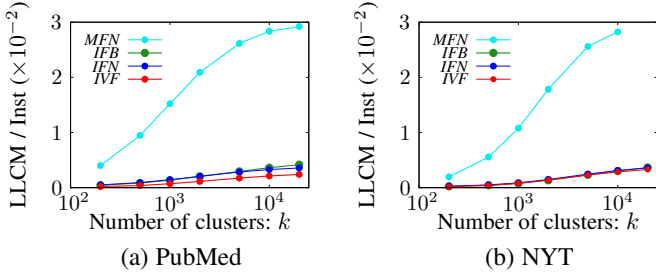 LLCM / Inst (×10⁻²)
3
2
1
0
MFN
IFB
IFN
IVF
10² 10³ 10⁴
Number of clusters: k
(a) PubMed
LLCM / Inst (×10⁻²)
3
2
1
0
MFN
IFB
IFN
IVF
10² 10³ 10⁴
Number of clusters: k
(b) NYT